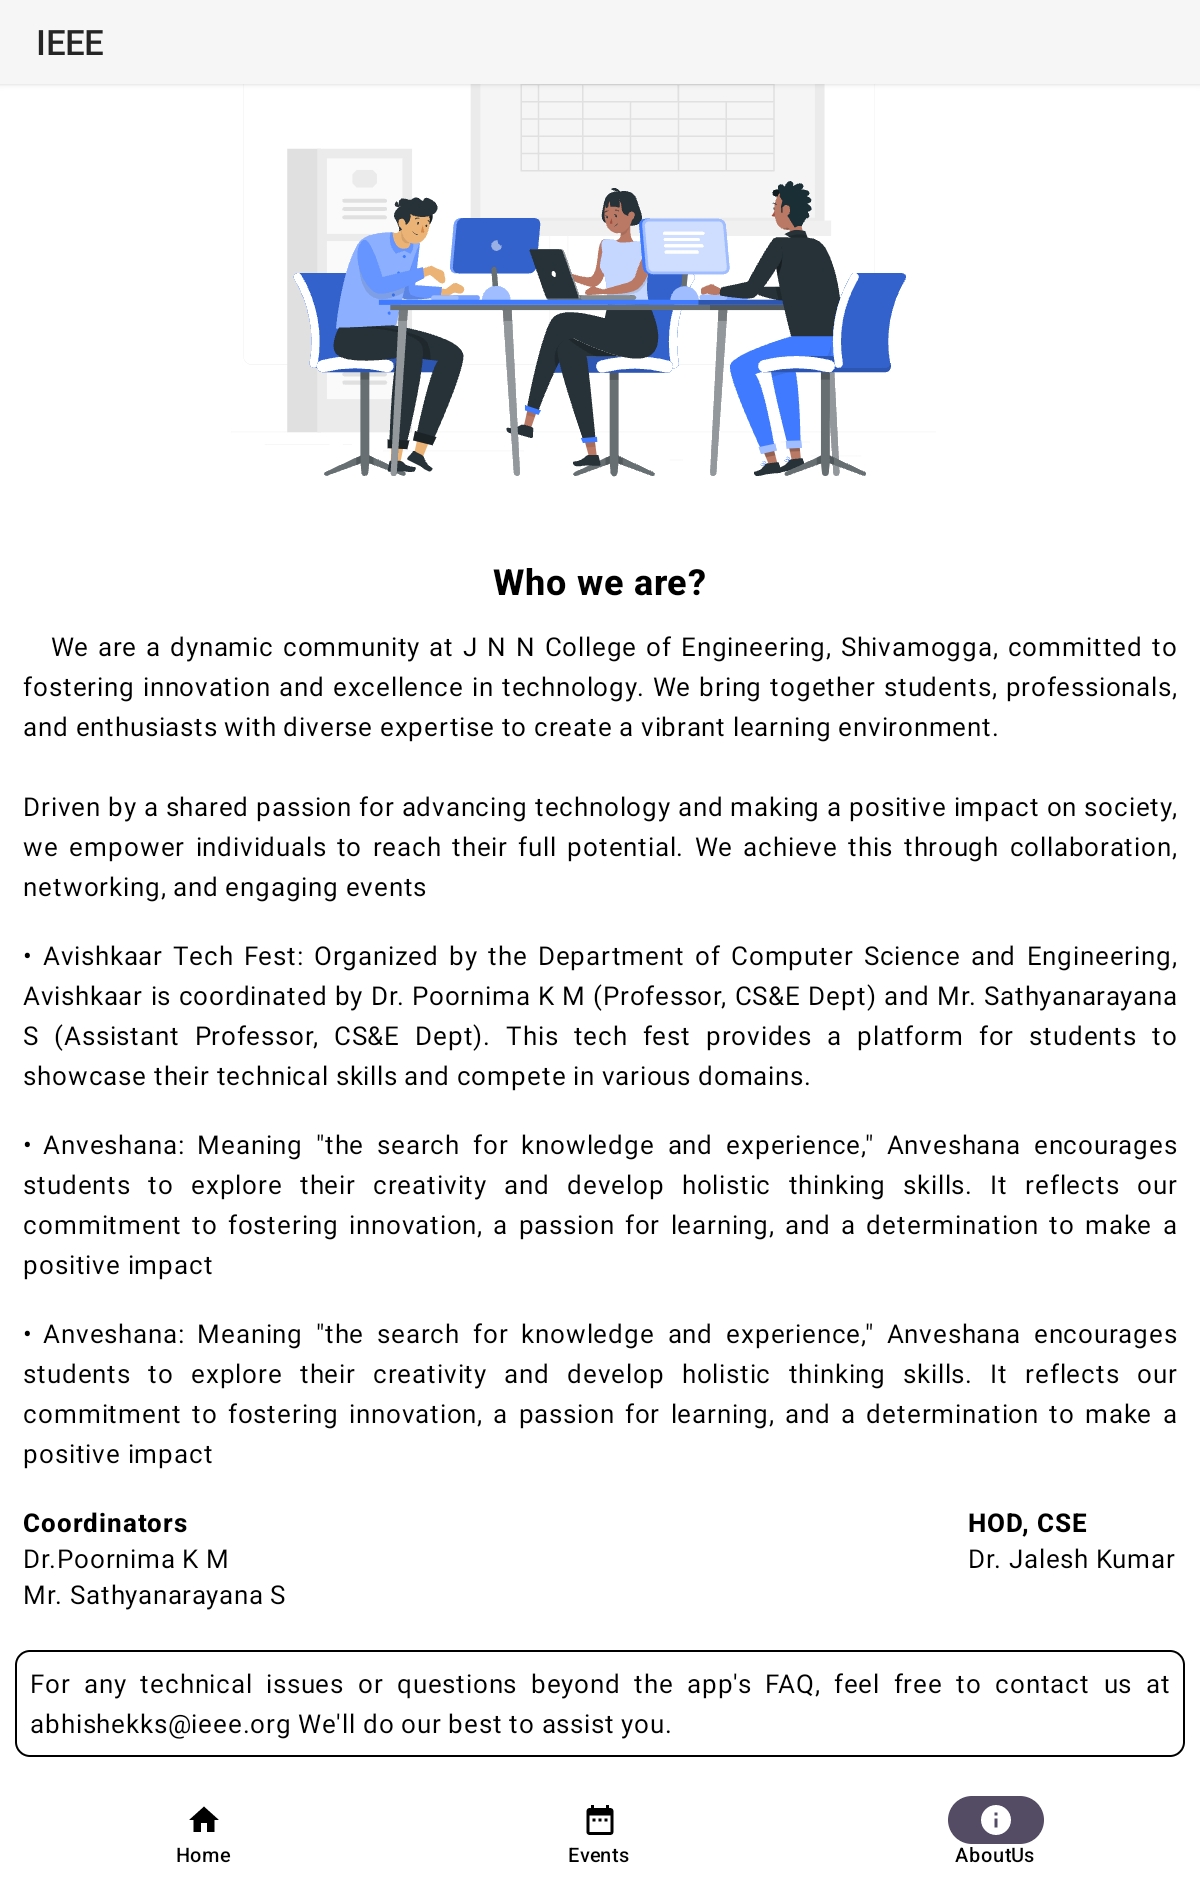 IEEE
Who we are?
We are a dynamic community at J N N College of Engineering, Shivamogga, committed to
fostering innovation and excellence in technology. We bring together students, professionals,
and enthusiasts with diverse expertise to create a vibrant learning environment.
Driven by a shared passion for advancing technology and making a positive impact on society,
we empower individuals to reach their full potential. We achieve this through collaboration,
networking, and engaging events
• Avishkaar Tech Fest: Organized by the Department of Computer Science and Engineering,
Avishkaar is coordinated by Dr. Poornima K M (Professor, CS&E Dept) and Mr. Sathyanarayana
S (Assistant Professor, CS&E Dept). This tech fest provides a platform for students to
showcase their technical skills and compete in various domains.
• Anveshana: Meaning "the search for knowledge and experience," Anveshana encourages
students to explore their creativity and develop holistic thinking skills. It reflects our
commitment to fostering innovation, a passion for learning, and a determination to make a
positive impact
• Anveshana: Meaning "the search for knowledge and experience," Anveshana encourages
students to explore their creativity and develop holistic thinking skills. It reflects our
commitment to fostering innovation, a passion for learning, and a determination to make a
positive impact
Coordinators
Dr.Poornima K M
Mr. Sathyanarayana S
HOD, CSE
Dr. Jalesh Kumar
For any technical issues or questions beyond the app's FAQ, feel free to contact us at
abhishekks@ieee.org We'll do our best to assist you.
Home
Events
AboutUs